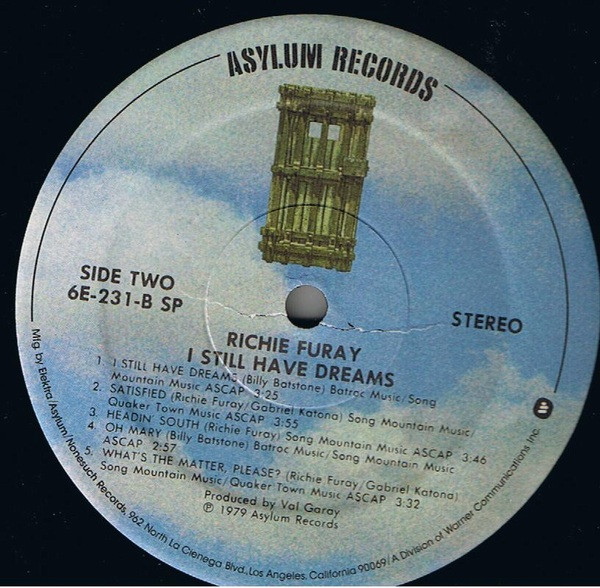 ASYLUM RECORDS
SIDE TWO
6E-231-B SP
STEREO
RICHIE FURAY
I STILL HAVE DREAMS
1. I STILL HAVE DREAMS (Billy Batstone) Batroc Music/Song
Mountain Music ASCAP 3:25
2. SATISFIED (Richie Furay/Gabriel Katona) Song Mountain Music/
Quaker Town Music ASCAP 3:55
3. HEADIN' SOUTH (Richie Furay) Song Mountain Music ASCAP 3:46
4. OH MARY (Billy Batstone) Batroc Music/Song Mountain Music
ASCAP 2:57
5. WHAT'S THE MATTER, PLEASE? (Richie Furay/Gabriel Katona)
Song Mountain Music/Quaker Town Music ASCAP 3:32
Produced by Val Garay
℗ 1979 Asylum Records
Mfg. by Elektra/Asylum/Nonesuch Records, 962 North La Cienega Blvd., Los Angeles, California 90069/A Division of Warner Communications Inc.